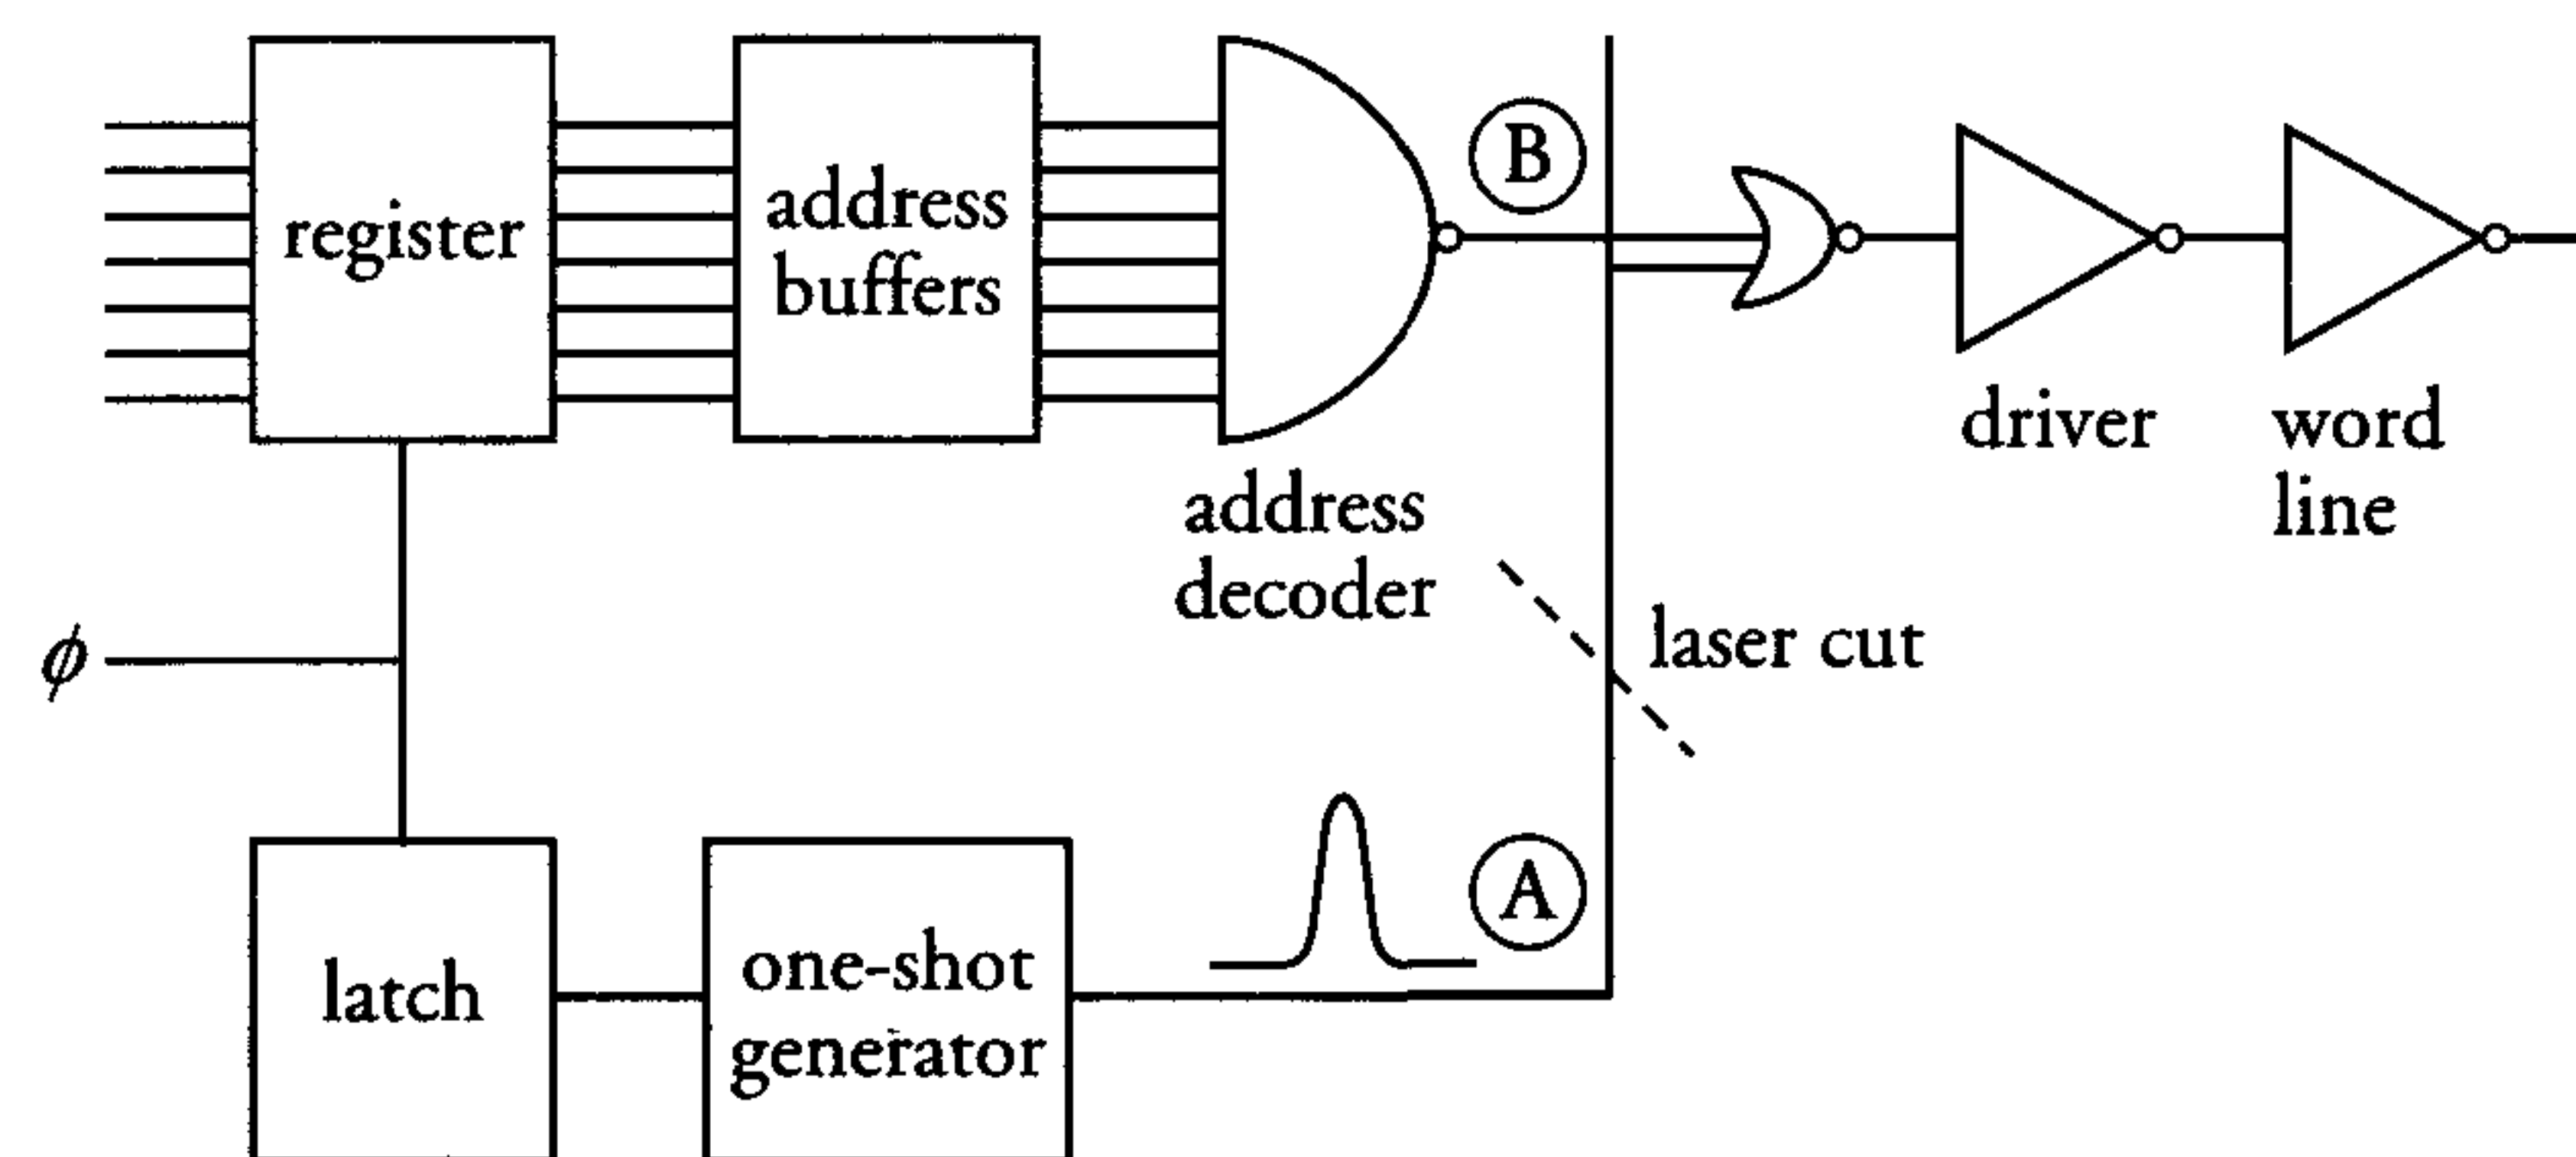 register
address
buffers
B
driver
word
line
address
decoder
laser cut
ϕ
latch
one-shot
generator
A